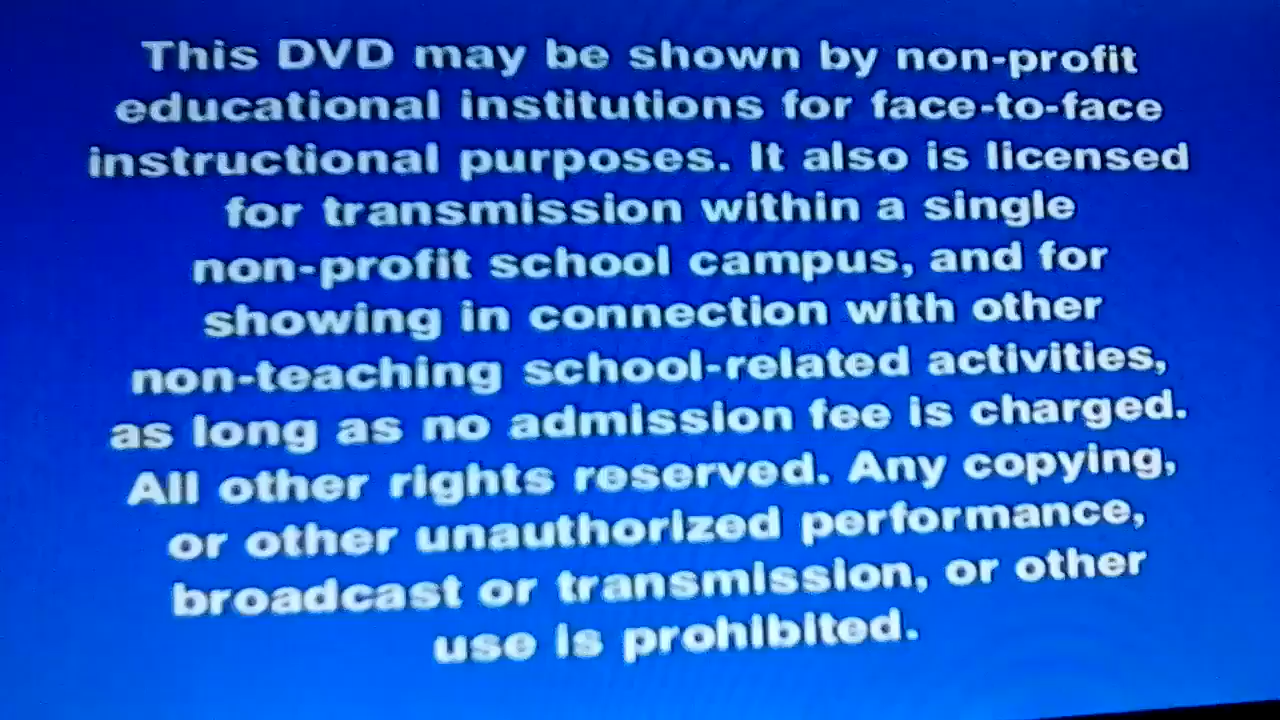 This DVD may be shown by non-profit
educational institutions for face-to-face
instructional purposes. It also is licensed
for transmission within a single
non-profit school campus, and for
showing in connection with other
non-teaching school-related activities,
as long as no admission fee is charged.
All other rights reserved. Any copying,
or other unauthorized performance,
broadcast or transmission, or other
use is prohibited.